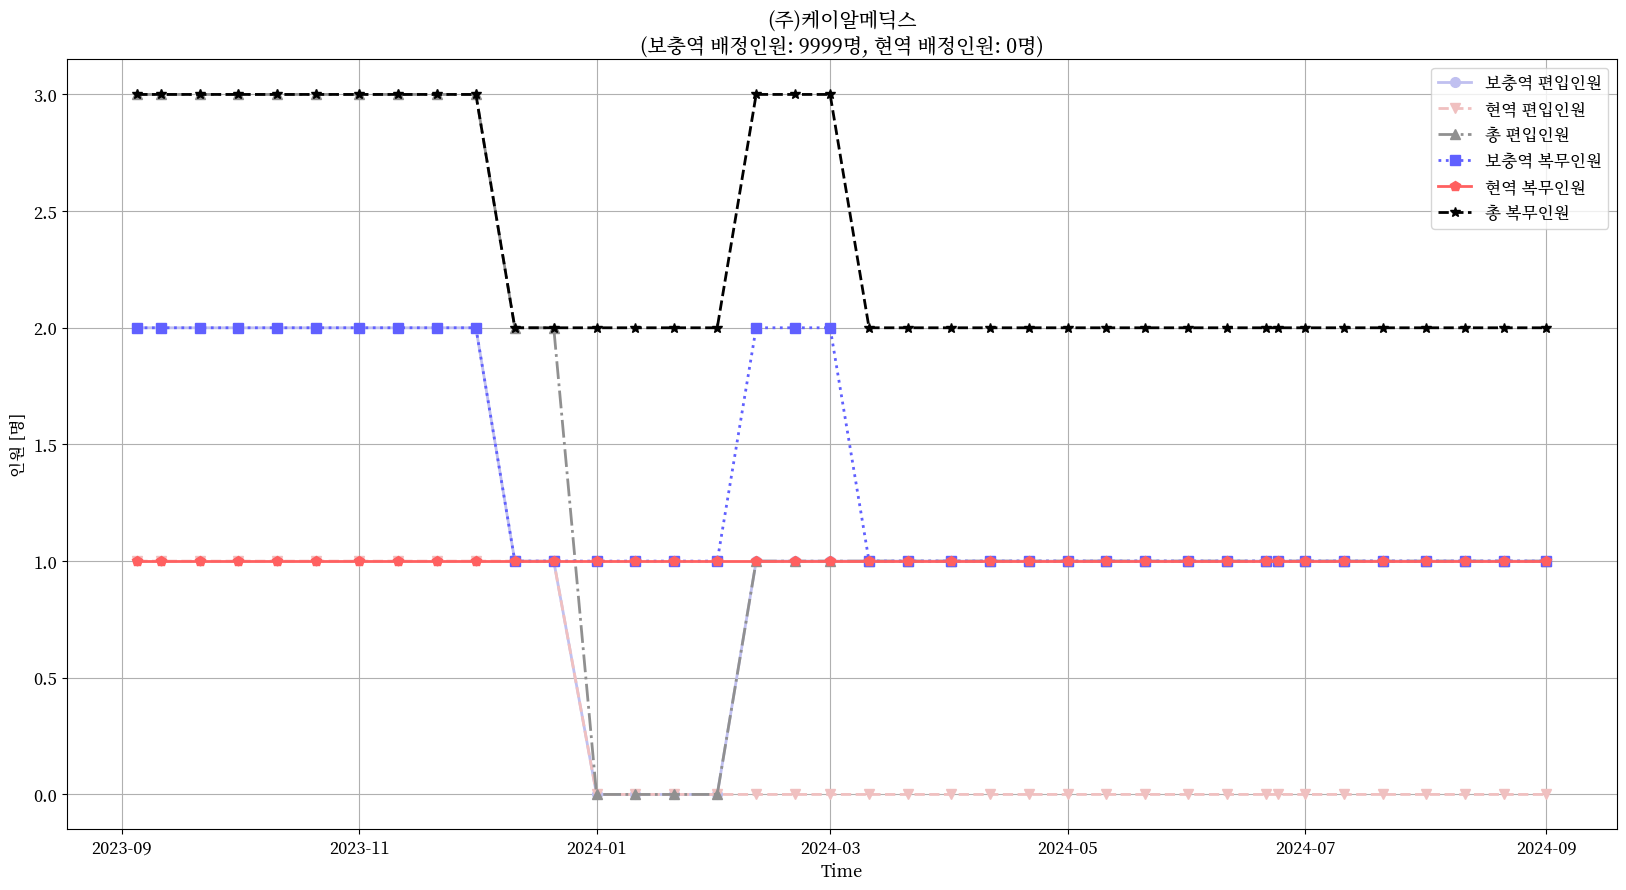 (주)케이알메딕스
(보충역 배정인원: 9999명, 현역 배정인원: 0명)
보충역 편입인원
현역 편입인원
총 편입인원
보충역 복무인원
현역 복무인원
총 복무인원
인원 [명]
3.0
2.5
2.0
1.5
1.0
0.5
0.0
2023-09
2023-11
2024-01
2024-03
2024-05
2024-07
2024-09
Time